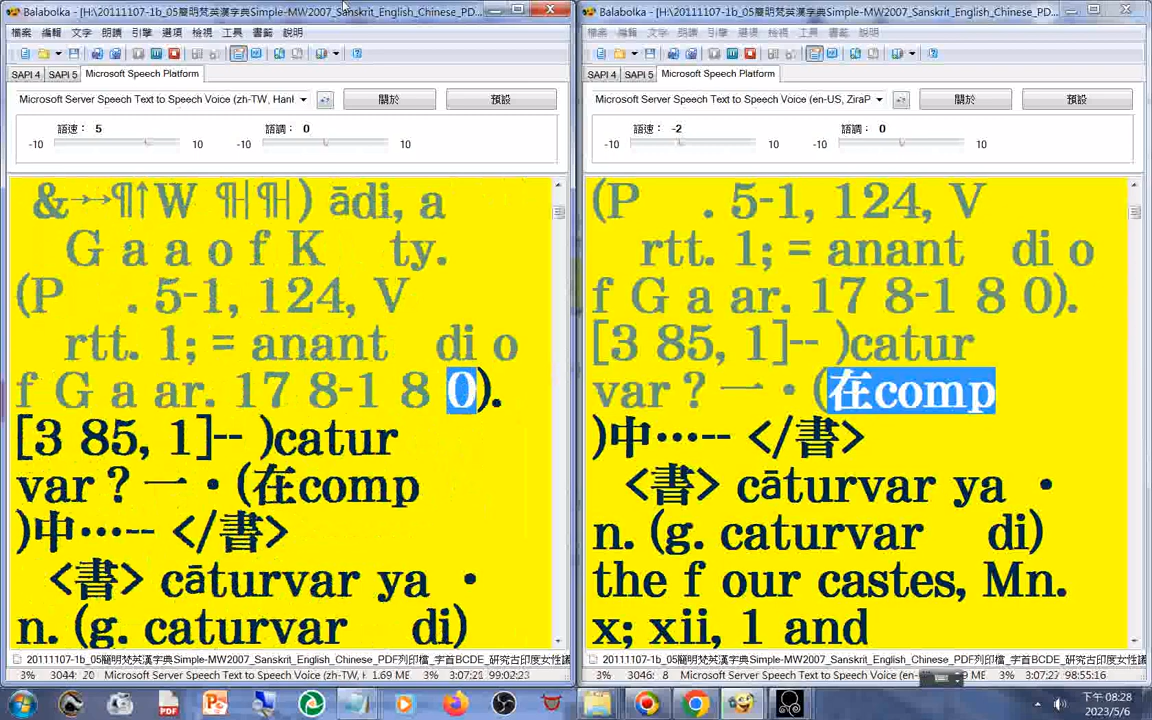 Balabolka - [H:\20111107-1b_05簡明梵英漢字典Simple-MW2007_Sanskrit_English_Chinese_PD...
檔案 編輯 文字 朗讀 引擎 選項 檢視 工具 書籤 說明
SAPI 4 SAPI 5 Microsoft Speech Platform
Microsoft Server Speech Text to Speech Voice (zh-TW, Hanl 關於 預設
語速： 5 語調： 0
-10 10 -10 10
&→→¶↑W ¶|¶|) ādi, a
G a a o f K ty.
(P . 5-1, 124, V
rtt. 1; = anant di o
f G a ar. 17 8-1 8 0).
[3 85, 1]-- )catur
var？一・(在comp
)中…-- </書>
<書> cāturvar ya ・
n. (g. caturvar di)
20111107-1b_05簡明梵英漢字典Simple-MW2007_Sanskrit_English_Chinese_PDF列印檔_字首BCDE_研究古印度女性議
3% 3044: 20 Microsoft Server Speech Text to Speech Voice (zh-TW, H 1.69 ME 3% 3:07:21 99:02:23
Balabolka - [H:\20111107-1b_05簡明梵英漢字典Simple-MW2007_Sanskrit_English_Chinese_PD...
檔案 編輯 文字 朗讀 引擎 選項 檢視 工具 書籤 說明
SAPI 4 SAPI 5 Microsoft Speech Platform
Microsoft Server Speech Text to Speech Voice (en-US, ZiraP 關於 預設
語速： -2 語調： 0
-10 10 -10 10
(P . 5-1, 124, V
rtt. 1; = anant di o
f G a ar. 17 8-1 8 0).
[3 85, 1]-- )catur
var？一・(在comp
)中…-- </書>
<書> cāturvar ya ・
n. (g. caturvar di)
the f our castes, Mn.
x; xii, 1 and
20111107-1b_05簡明梵英漢字典Simple-MW2007_Sanskrit_English_Chinese_PDF列印檔_字首BCDE_研究古印度女性議
3% 3046: 8 Microsoft Server Speech Text to Speech Voice (en- 9 ME 3% 3:07:27 98:55:16
下午 08:28
2023/5/6